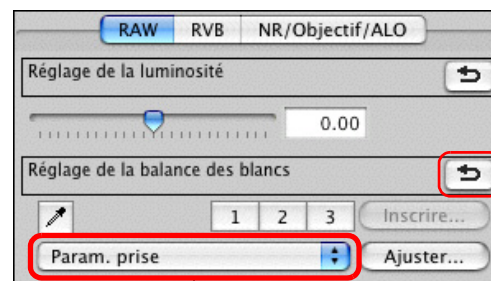 RAW RVB NR/Objectif/ALO
Réglage de la luminosité
0.00
Réglage de la balance des blancs
1 2 3 Inscrire...
Param. prise Ajuster...